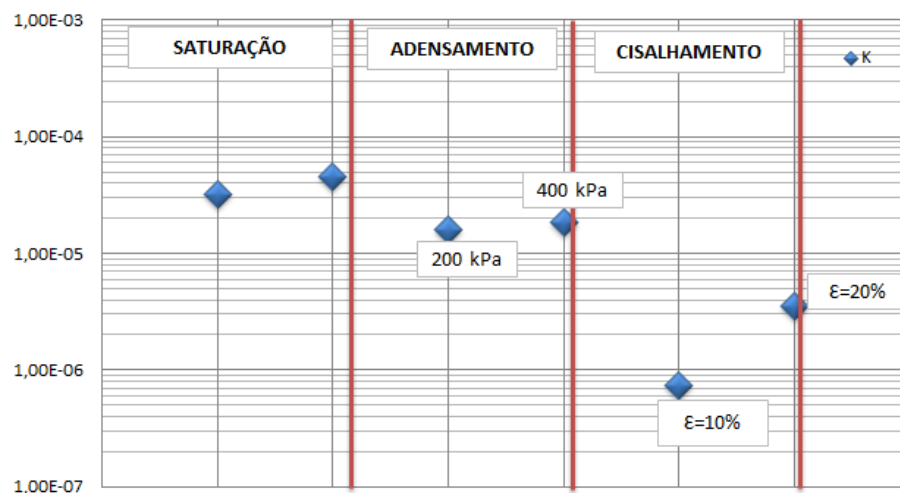 1,00E-03
SATURAÇÃO
ADENSAMENTO
CISALHAMENTO
K
1,00E-04
400 kPa
1,00E-05
200 kPa
Ɛ=20%
1,00E-06
Ɛ=10%
1,00E-07